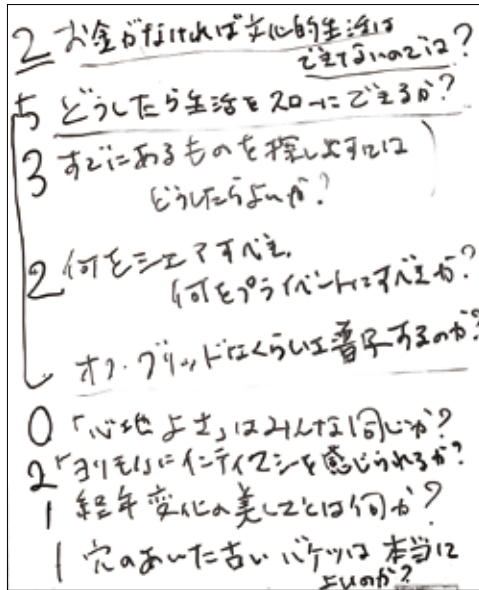 2 お金がなければ文化的生活は
できないのでは?
5 どうしたら生活をスローにできるか?
3 すでにあるものを探し出すには
どうしたらよいか?
2 何をシェアすべき、
何をプライベートにすべきか?
オフ・グリッドはくらいは普及するのか?
0 「心地よさ」はみんな同じか?
2 「ヨリモノ」にインティマシーを感じられるか?
1 経年変化の美しさとは何か?
1 穴のあいた古いバケツは本当に
よいのか?